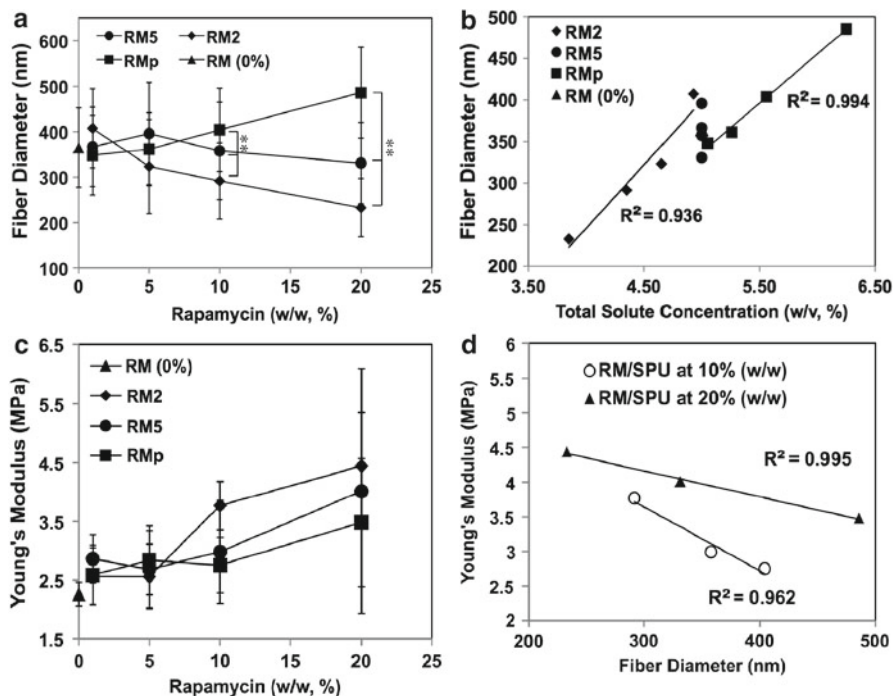 a
RM5
RM2
RMp
RM (0%)
Fiber Diameter (nm)
600
500
400
300
200
100
**
**
0
5
10
15
20
25
Rapamycin (w/w, %)
b
RM2
RM5
RMp
RM (0%)
Fiber Diameter (nm)
500
450
400
350
300
250
200
R² = 0.994
R² = 0.936
3.50
4.50
5.50
6.50
Total Solute Concentration (w/v, %)
c
RM (0%)
RM2
RM5
RMp
Young's Modulus (MPa)
6.5
5.5
4.5
3.5
2.5
1.5
0
5
10
15
20
25
Rapamycin (w/w, %)
d
RM/SPU at 10% (w/w)
RM/SPU at 20% (w/w)
Young's Modulus (MPa)
6
5.5
5
4.5
4
3.5
3
2.5
2
R² = 0.995
R² = 0.962
200
300
400
500
Fiber Diameter (nm)